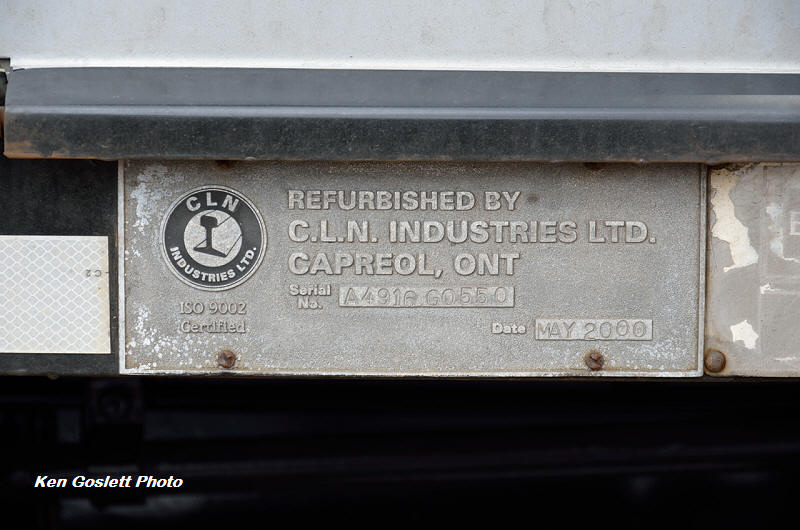 CLN
INDUSTRIES LTD.
ISO 9002
Certified
REFURBISHED BY
C.L.N. INDUSTRIES LTD.
CAPREOL, ONT
Serial
No.
G0550
Date MAY 2000
C2
Ken Goslett Photo